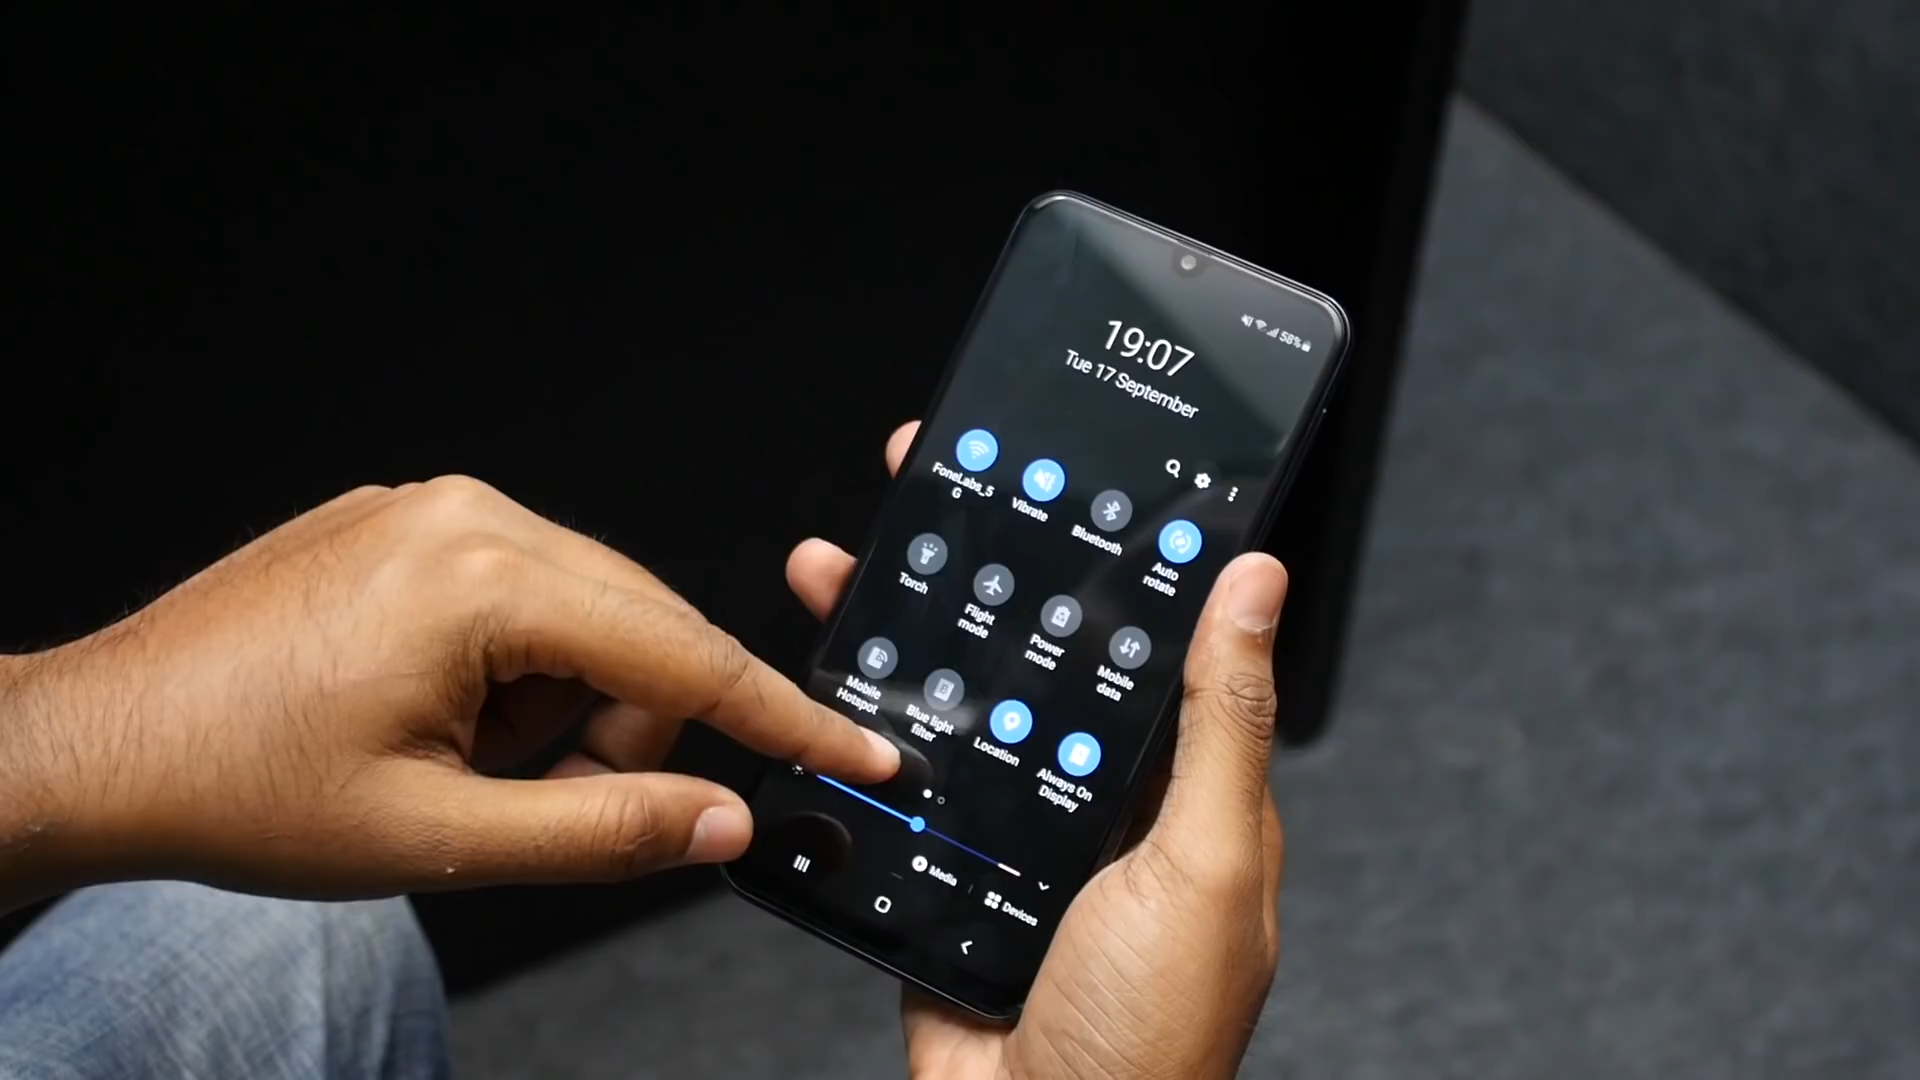 58%
19:07
Tue 17 September
FoneLabs_5
G
Vibrate
Bluetooth
Auto
rotate
Torch
Flight
mode
Power
mode
Mobile
data
Mobile
Hotspot
Blue light
filter
Location
Always On
Display
Media
Devices